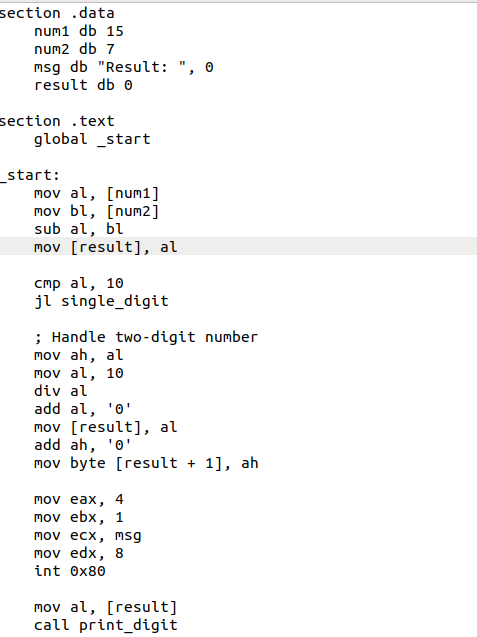 section .data
    num1 db 15
    num2 db 7
    msg db "Result: ", 0
    result db 0

section .text
    global _start

_start:
    mov al, [num1]
    mov bl, [num2]
    sub al, bl
    mov [result], al

    cmp al, 10
    jl single_digit

    ; Handle two-digit number
    mov ah, al
    mov al, 10
    div al
    add al, '0'
    mov [result], al
    add ah, '0'
    mov byte [result + 1], ah

    mov eax, 4
    mov ebx, 1
    mov ecx, msg
    mov edx, 8
    int 0x80

    mov al, [result]
    call print_digit